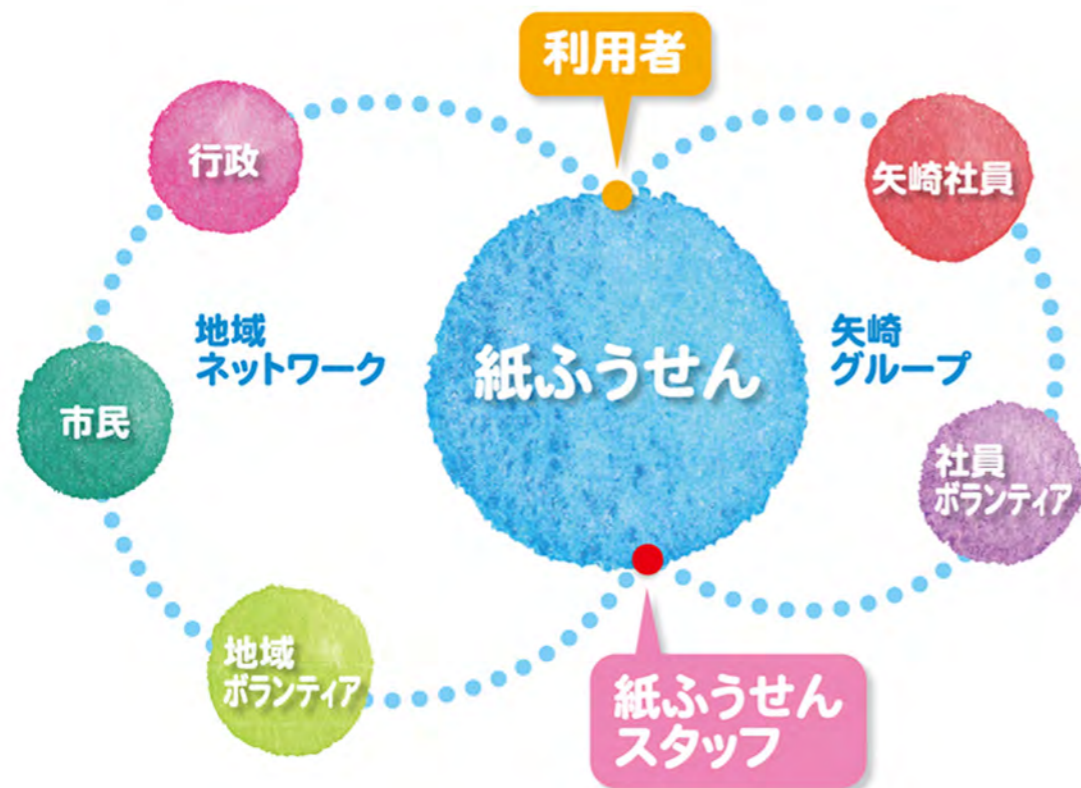 利用者
行政
矢崎社員
地域
ネットワーク
紙ふうせん
矢崎
グループ
市民
社員
ボランティア
地域
ボランティア
紙ふうせん
スタッフ